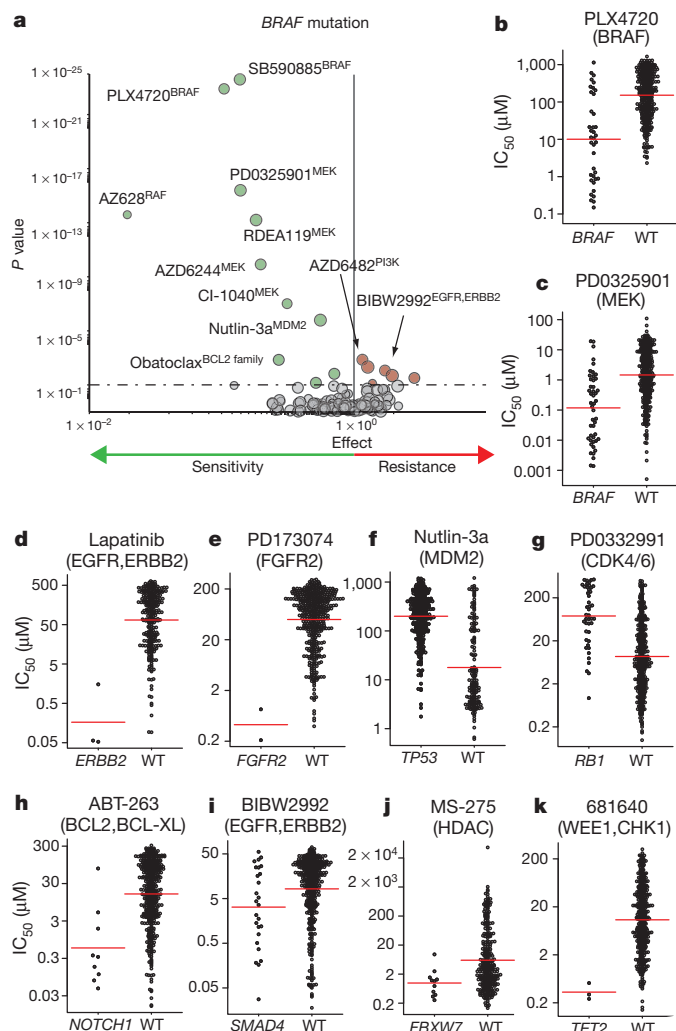 a
BRAF mutation
1 × 10⁻²⁵
1 × 10⁻²¹
1 × 10⁻¹⁷
1 × 10⁻¹³
1 × 10⁻⁹
1 × 10⁻⁵
1 × 10⁻¹
P value
SB590885^BRAF
PLX4720^BRAF
PD0325901^MEK
AZ628^RAF
RDEA119^MEK
AZD6482^PI3K
AZD6244^MEK
CI-1040^MEK
BIBW2992^EGFR,ERBB2
Nutlin-3a^MDM2
Obatoclax^BCL2 family
1 × 10⁻²
1 × 10⁰
Effect
Sensitivity
Resistance
b
PLX4720
(BRAF)
IC₅₀ (μM)
1,000
100
10
1
0.1
BRAF WT
c
PD0325901
(MEK)
IC₅₀ (μM)
100
10
1
0.1
0.01
0.001
BRAF WT
d
Lapatinib
(EGFR,ERBB2)
IC₅₀ (μM)
500
50
5
0.5
0.05
ERBB2 WT
e
PD173074
(FGFR2)
200
20
2
0.2
FGFR2 WT
f
Nutlin-3a
(MDM2)
1,000
100
10
1
TP53 WT
g
PD0332991
(CDK4/6)
200
20
2
0.2
RB1 WT
h
ABT-263
(BCL2,BCL-XL)
IC₅₀ (μM)
300
30
3
0.3
0.03
NOTCH1 WT
i
BIBW2992
(EGFR,ERBB2)
50
5
0.5
0.05
SMAD4 WT
j
MS-275
(HDAC)
2 × 10⁴
2 × 10³
200
20
2
0.2
FBXW7 WT
k
681640
(WEE1,CHK1)
200
20
2
0.2
TET2 WT